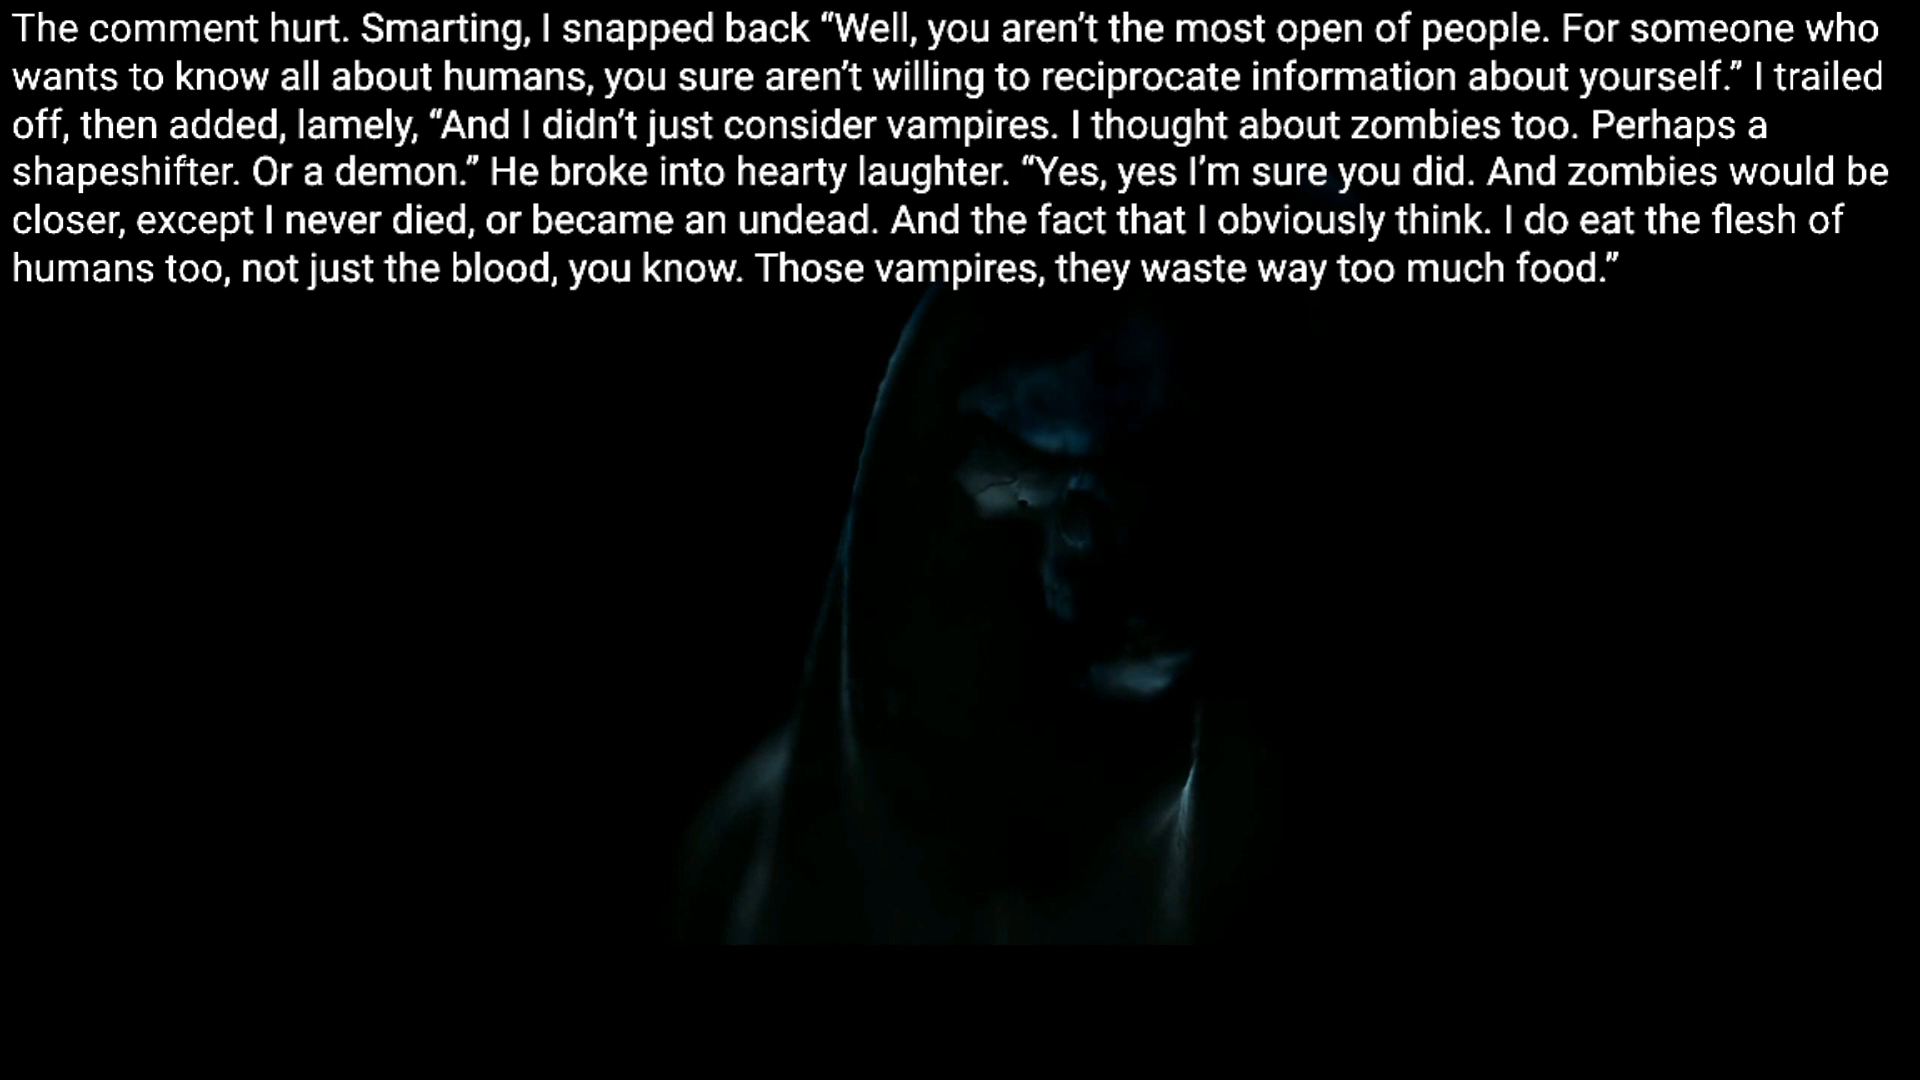 The comment hurt. Smarting, I snapped back “Well, you aren’t the most open of people. For someone who
wants to know all about humans, you sure aren’t willing to reciprocate information about yourself.” I trailed
off, then added, lamely, “And I didn’t just consider vampires. I thought about zombies too. Perhaps a
shapeshifter. Or a demon.” He broke into hearty laughter. “Yes, yes I’m sure you did. And zombies would be
closer, except I never died, or became an undead. And the fact that I obviously think. I do eat the flesh of
humans too, not just the blood, you know. Those vampires, they waste way too much food.”